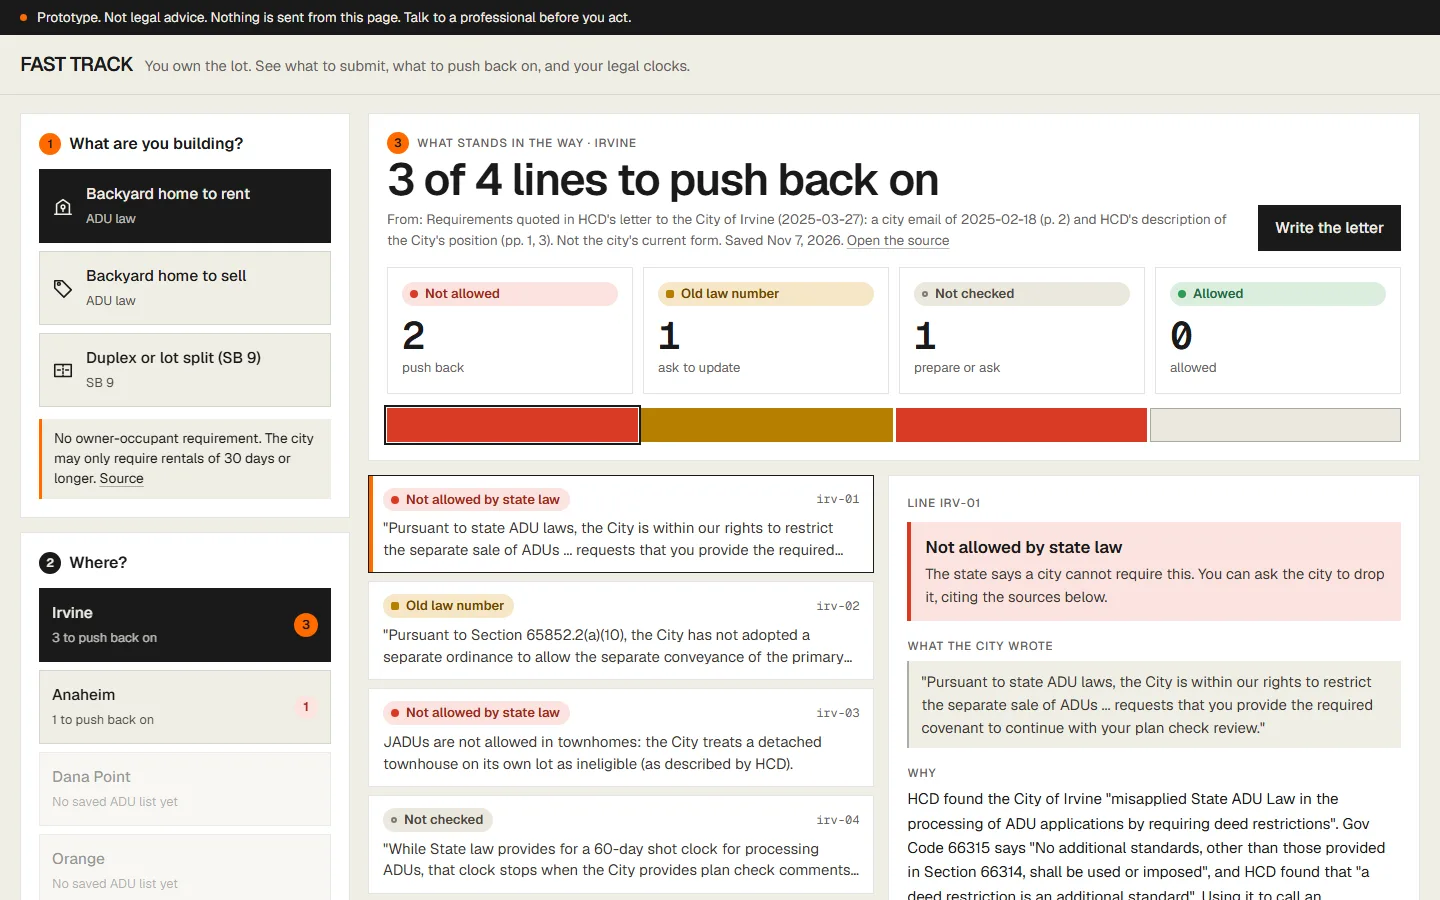 Prototype. Not legal advice. Nothing is sent from this page. Talk to a professional before you act.
FAST TRACK You own the lot. See what to submit, what to push back on, and your legal clocks.
1 What are you building?
Backyard home to rent
ADU law
Backyard home to sell
ADU law
Duplex or lot split (SB 9)
SB 9
No owner-occupant requirement. The city
may only require rentals of 30 days or
longer. Source
2 Where?
Irvine
3 to push back on
3
Anaheim
1 to push back on
1
Dana Point
No saved ADU list yet
Orange
No saved ADU list yet
3 WHAT STANDS IN THE WAY · IRVINE
3 of 4 lines to push back on
From: Requirements quoted in HCD's letter to the City of Irvine (2025-03-27): a city email of 2025-02-18 (p. 2) and HCD's description of
the City's position (pp. 1, 3). Not the city's current form. Saved Nov 7, 2026. Open the source
Write the letter
Not allowed
2
push back
Old law number
1
ask to update
Not checked
1
prepare or ask
Allowed
0
allowed
Not allowed by state law irv-01
"Pursuant to state ADU laws, the City is within our rights to restrict
the separate sale of ADUs ... requests that you provide the required...
Old law number irv-02
"Pursuant to Section 65852.2(a)(10), the City has not adopted a
separate ordinance to allow the separate conveyance of the primary...
Not allowed by state law irv-03
JADUs are not allowed in townhomes: the City treats a detached
townhouse on its own lot as ineligible (as described by HCD).
Not checked irv-04
"While State law provides for a 60-day shot clock for processing
ADUs, that clock stops when the City provides plan check comments...
LINE IRV-01
Not allowed by state law
The state says a city cannot require this. You can ask the city to drop
it, citing the sources below.
WHAT THE CITY WROTE
"Pursuant to state ADU laws, the City is within our rights to restrict
the separate sale of ADUs ... requests that you provide the required
covenant to continue with your plan check review."
WHY
HCD found the City of Irvine "misapplied State ADU Law in the
processing of ADU applications by requiring deed restrictions". Gov
Code 66315 says "No additional standards, other than those provided
in Section 66314, shall be used or imposed", and HCD found that "a
deed restriction is an additional standard". Using it to call an